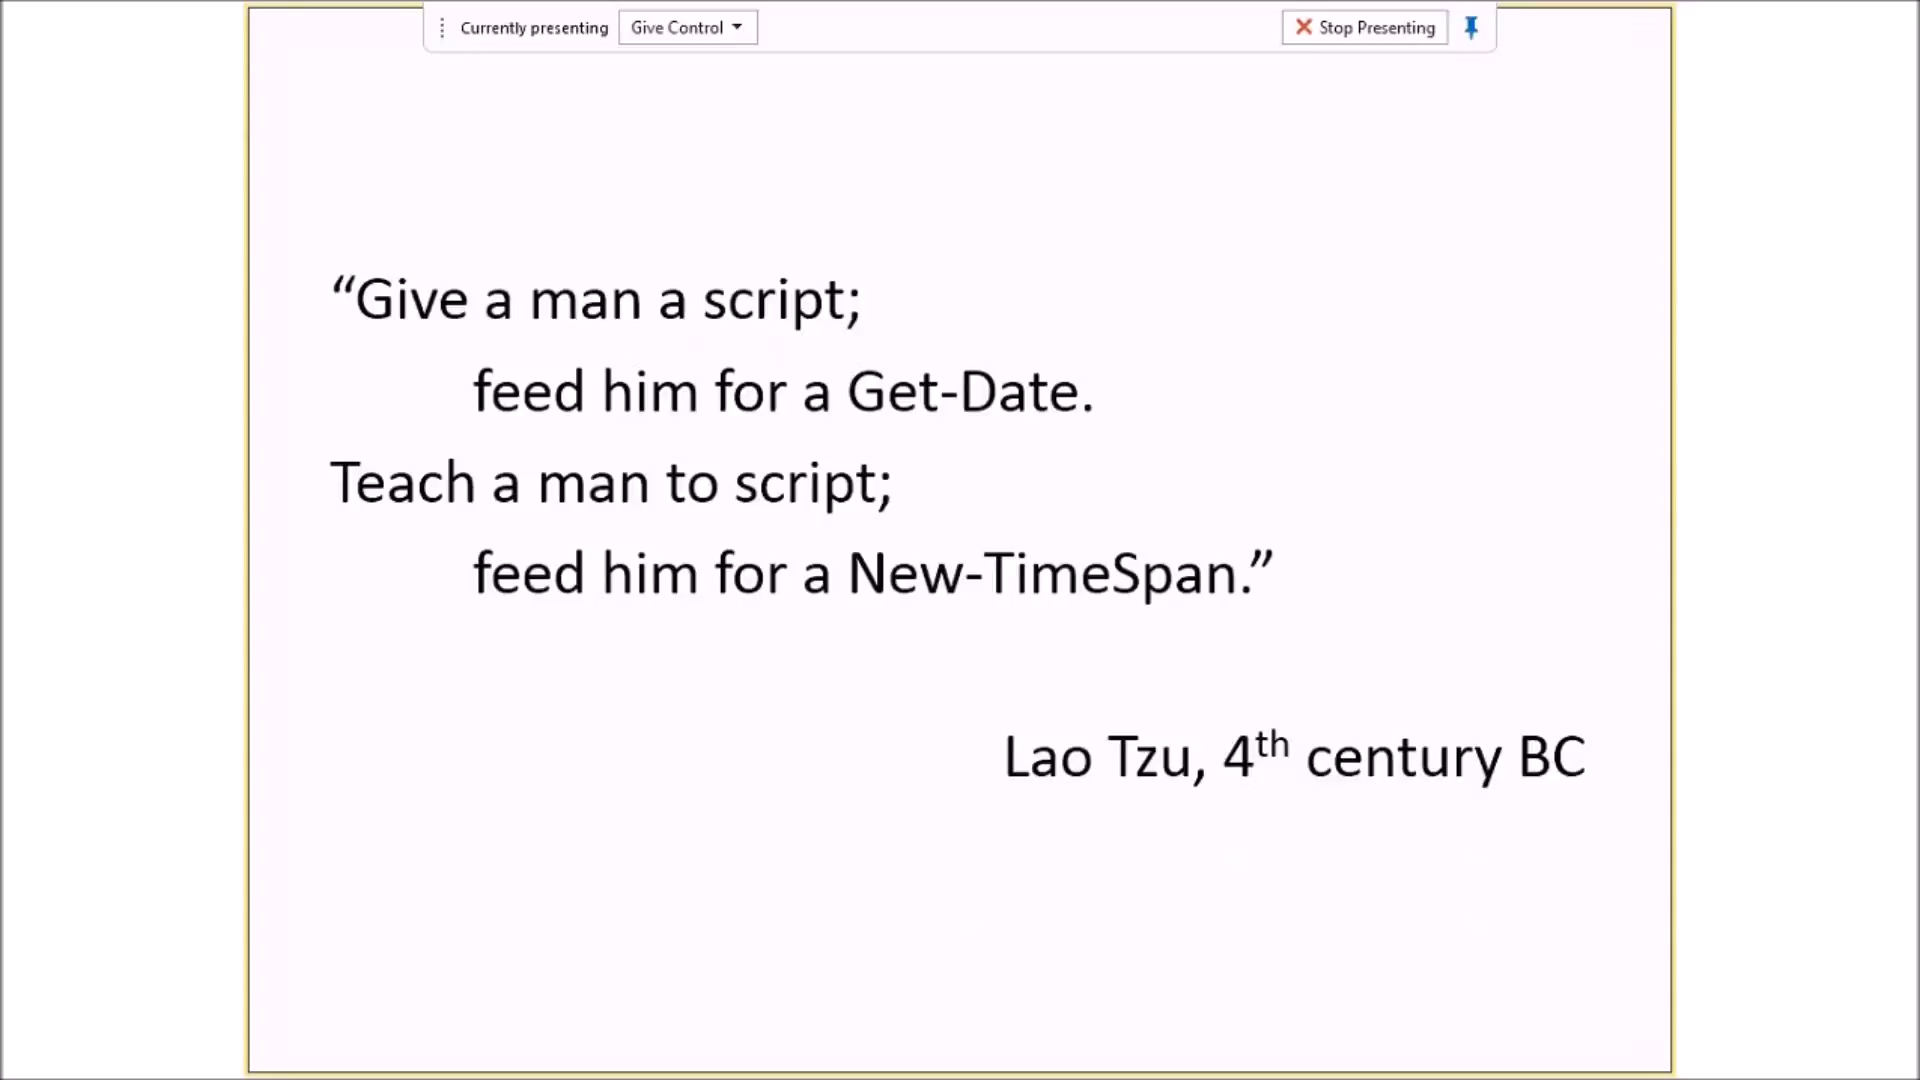 Currently presenting Give Control Stop Presenting
“Give a man a script;
feed him for a Get-Date.
Teach a man to script;
feed him for a New-TimeSpan.”
Lao Tzu, 4th century BC